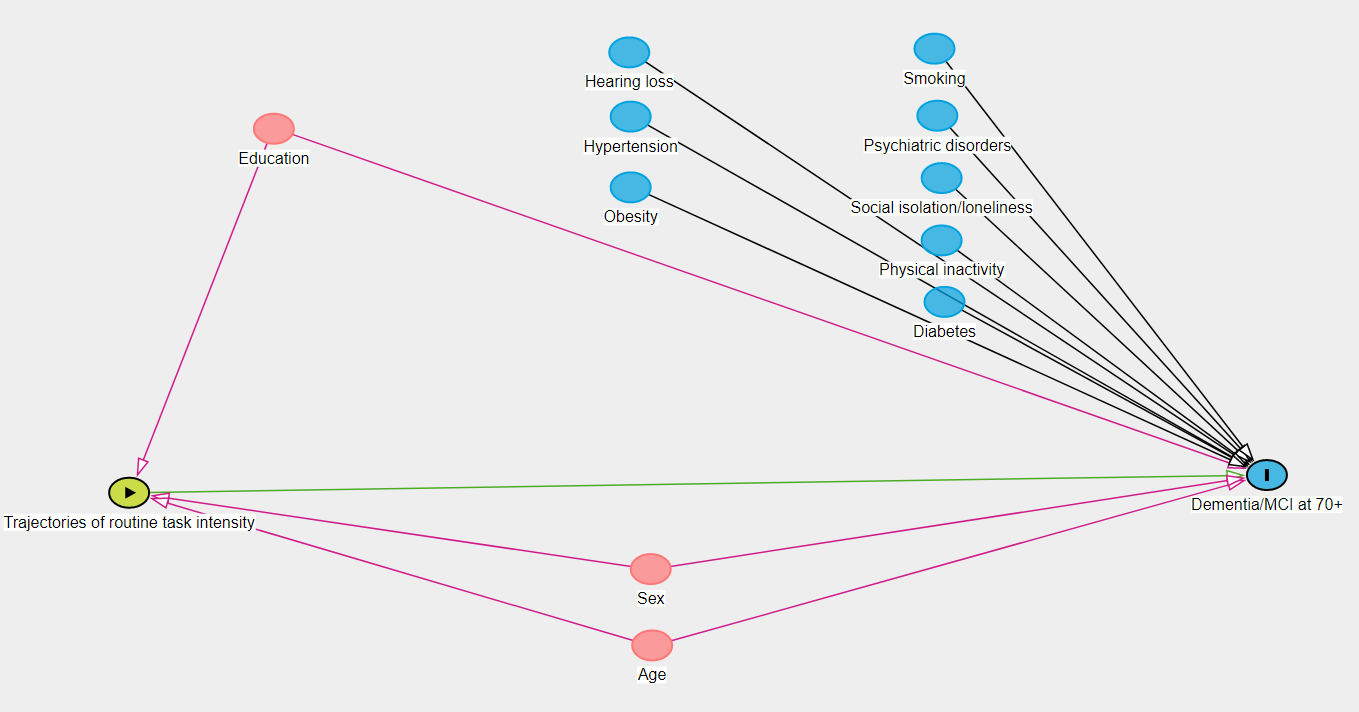 Hearing loss
Smoking
Education
Hypertension
Psychiatric disorders
Obesity
Social isolation/loneliness
Physical inactivity
Diabetes
Trajectories of routine task intensity
Dementia/MCI at 70+
Sex
Age